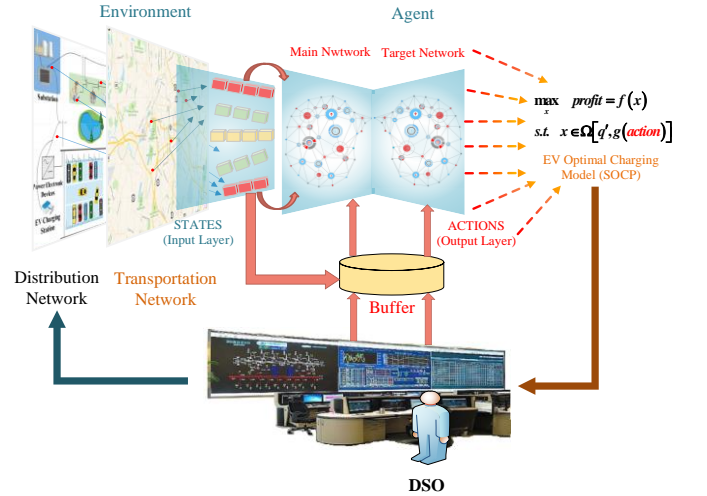 Environment
Agent
Substation
Power Electronic
Devices
EV Charging
Station
Main Nwtwork
Target Network
max profit = f(x)
x
s.t. x ∈ Ω[q', g(action)]
EV Optimal Charging
Model (SOCP)
STATES
(Input Layer)
ACTIONS
(Output Layer)
Distribution
Network
Transportation
Network
Buffer
DSO